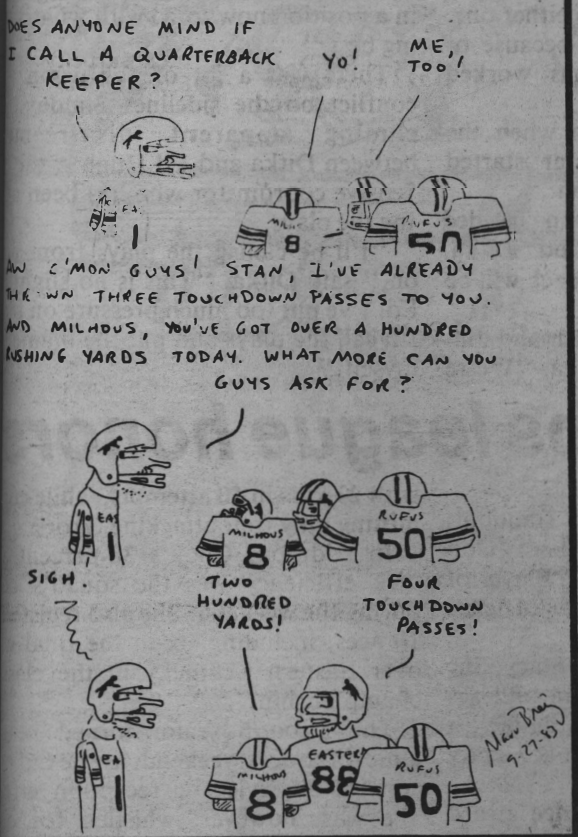 DOES ANYONE MIND IF
I CALL A QUARTERBACK
KEEPER?
YO!
ME,
TOO!
MILHOUS
8
RUFUS
50
AW C'MON GUYS! STAN, I'VE ALREADY
THROWN THREE TOUCHDOWN PASSES TO YOU.
AND MILHOUS, YOU'VE GOT OVER A HUNDRED
RUSHING YARDS TODAY. WHAT MORE CAN YOU
GUYS ASK FOR?
EAS
1
MILHOUS
8
RUFUS
50
SIGH.
TWO
HUNDRED
YARDS!
FOUR
TOUCHDOWN
PASSES!
EA
1
MILHOUS
8
EASTERN
88
RUFUS
50
9-27-83